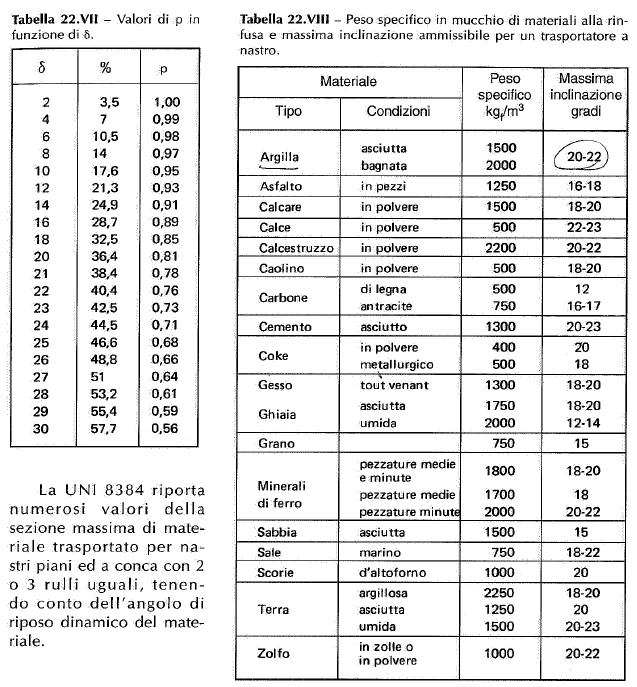 Tabella 22.VII – Valori di p in
funzione di δ.
δ % p
2 3,5 1,00
4 7 0,99
6 10,5 0,98
8 14 0,97
10 17,6 0,95
12 21,3 0,93
14 24,9 0,91
16 28,7 0,89
18 32,5 0,85
20 36,4 0,81
21 38,4 0,78
22 40,4 0,76
23 42,5 0,73
24 44,5 0,71
25 46,6 0,68
26 48,8 0,66
27 51 0,64
28 53,2 0,61
29 55,4 0,59
30 57,7 0,56
La UNI 8384 riporta
numerosi valori della
sezione massima di mate-
riale trasportato per na-
stri piani ed a conca con 2
o 3 rulli uguali, tenen-
do conto dell'angolo di
riposo dinamico del mate-
riale.
Tabella 22.VIII – Peso specifico in mucchio di materiali alla rin-
fusa e massima inclinazione ammissibile per un trasportatore a
nastro.
Materiale Peso Massima
specifico inclinazione
Tipo Condizioni kgf/m³ gradi
asciutta 1500
Argilla 20-22
bagnata 2000
Asfalto in pezzi 1250 16-18
Calcare in polvere 1500 18-20
Calce in polvere 500 22-23
Calcestruzzo in polvere 2200 20-22
Caolino in polvere 500 18-20
di legna 500 12
Carbone
antracite 750 16-17
Cemento asciutto 1300 20-23
in polvere 400 20
Coke
metallurgico 500 18
Gesso tout venant 1300 18-20
asciutta 1750 18-20
Ghiaia
umida 2000 12-14
Grano 750 15
pezzature medie
e minute 1800 18-20
Minerali
di ferro pezzature medie 1700 18
pezzature minute 2000 20-22
Sabbia asciutta 1500 15
Sale marino 750 18-22
Scorie d'altoforno 1000 20
argillosa 2250 18-20
Terra asciutta 1250 20
umida 1500 20-23
Zolfo in zolle o 1000 20-22
in polvere